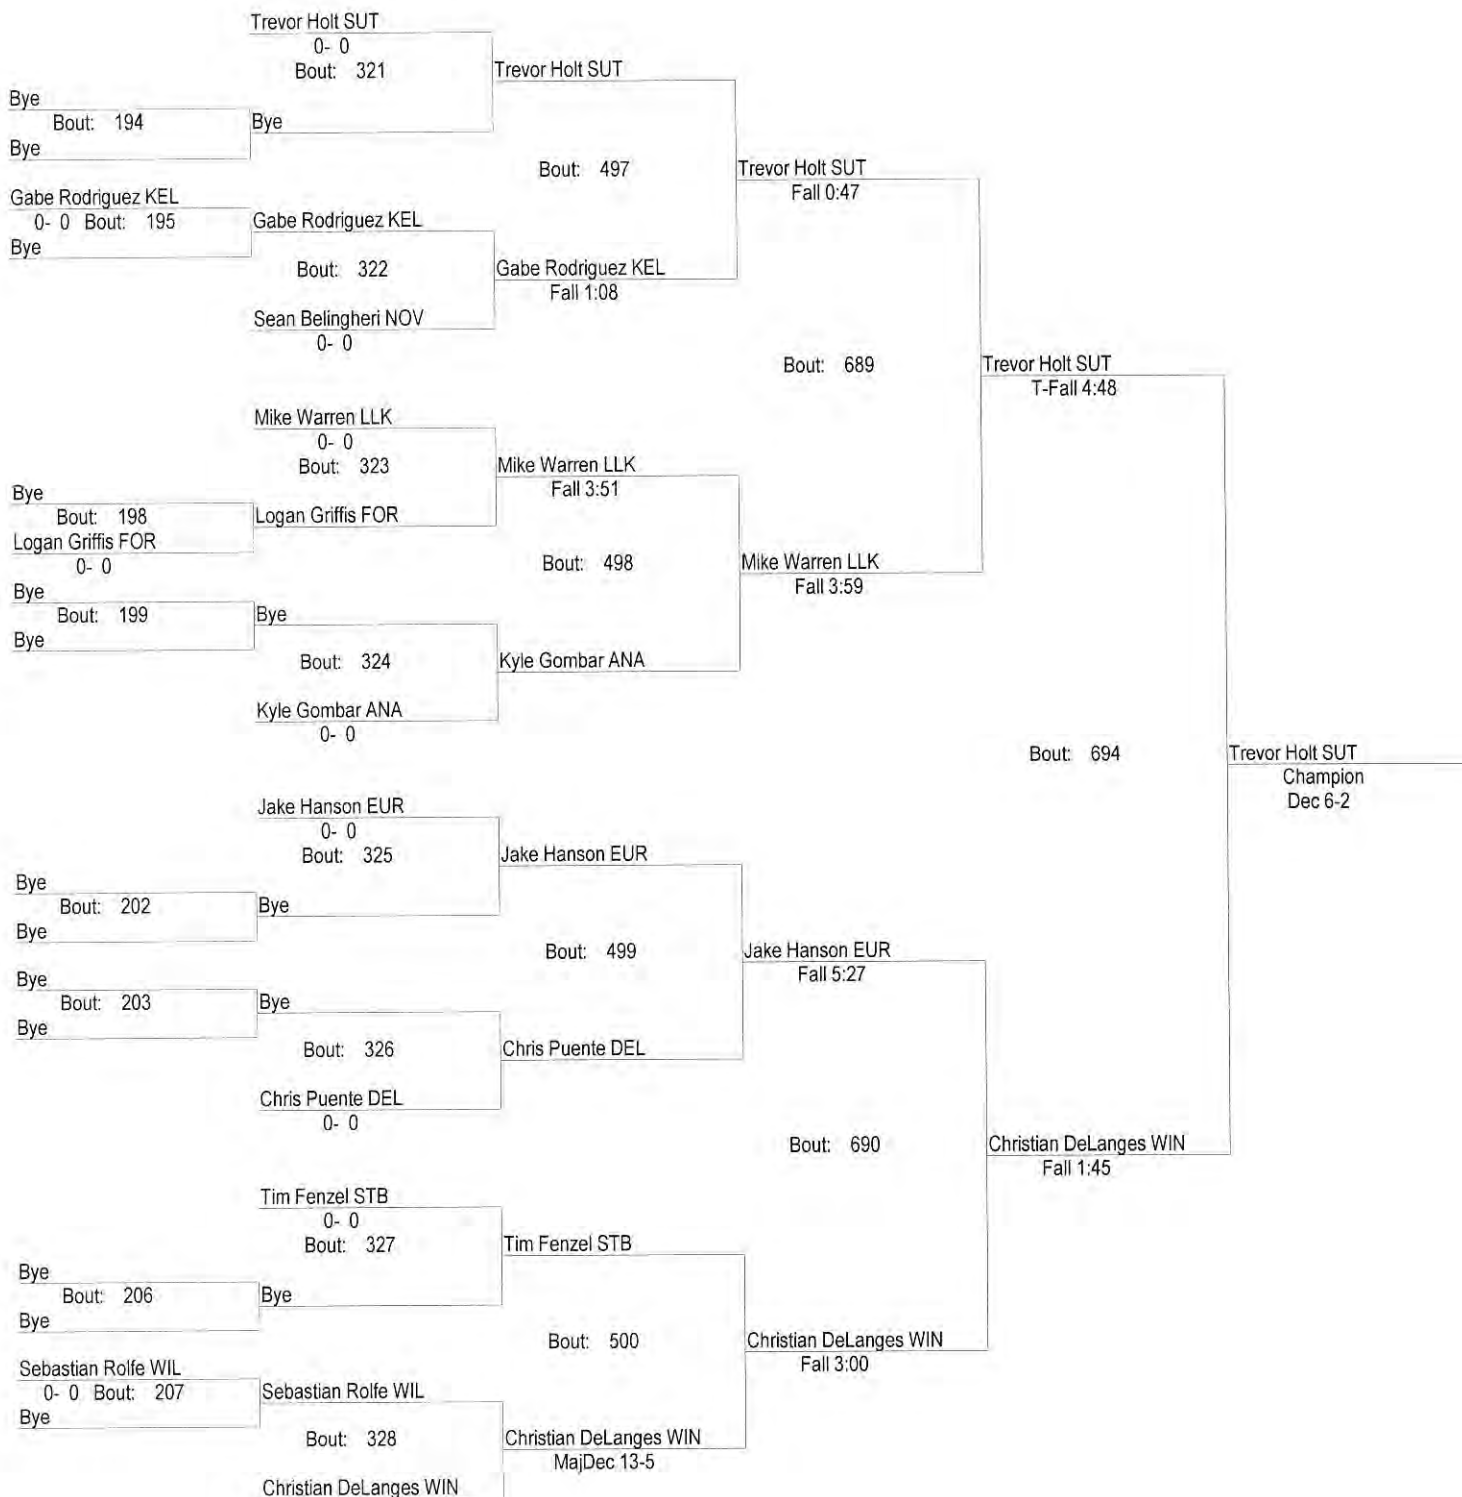 Trevor Holt SUT
0- 0
Bout: 321
Trevor Holt SUT
Bye
Bout: 194
Bye
Bye
Bout: 497
Trevor Holt SUT
Fall 0:47
Gabe Rodriguez KEL
0- 0 Bout: 195
Gabe Rodriguez KEL
Bye
Bout: 322
Gabe Rodriguez KEL
Fall 1:08
Sean Belingheri NOV
0- 0
Bout: 689
Trevor Holt SUT
T-Fall 4:48
Mike Warren LLK
0- 0
Bout: 323
Mike Warren LLK
Fall 3:51
Bye
Bout: 198
Logan Griffis FOR
Logan Griffis FOR
0- 0
Bout: 498
Mike Warren LLK
Fall 3:59
Bye
Bout: 199
Bye
Bye
Bout: 324
Kyle Gombar ANA
Kyle Gombar ANA
0- 0
Bout: 694
Trevor Holt SUT
Champion
Dec 6-2
Jake Hanson EUR
0- 0
Bout: 325
Jake Hanson EUR
Bye
Bout: 202
Bye
Bye
Bout: 499
Jake Hanson EUR
Fall 5:27
Bye
Bout: 203
Bye
Bye
Bout: 326
Chris Puente DEL
Chris Puente DEL
0- 0
Bout: 690
Christian DeLanges WIN
Fall 1:45
Tim Fenzel STB
0- 0
Bout: 327
Tim Fenzel STB
Bye
Bout: 206
Bye
Bye
Bout: 500
Christian DeLanges WIN
Fall 3:00
Sebastian Rolfe WIL
0- 0 Bout: 207
Sebastian Rolfe WIL
Bye
Bout: 328
Christian DeLanges WIN
MajDec 13-5
Christian DeLanges WIN